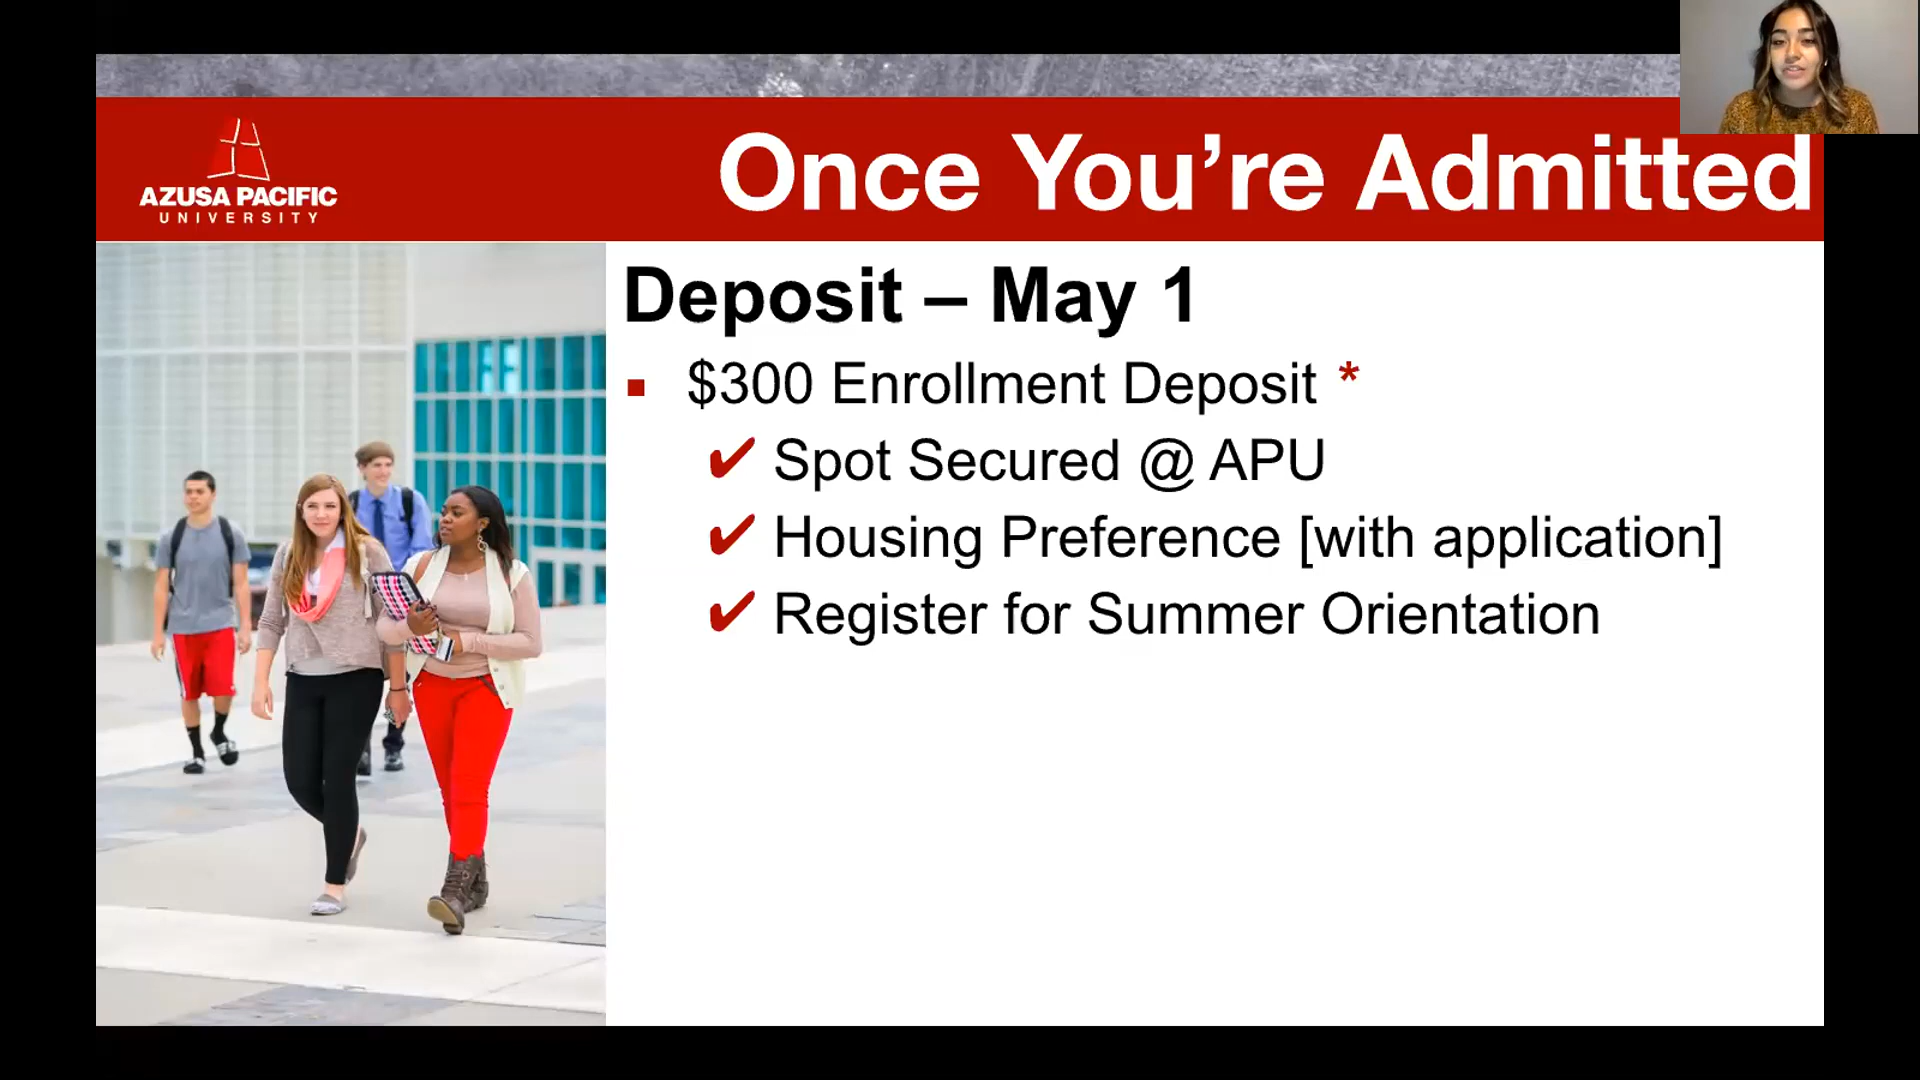 AZUSA PACIFIC
UNIVERSITY
Once You’re Admitted
Deposit – May 1
▪ $300 Enrollment Deposit *
✔ Spot Secured @ APU
✔ Housing Preference [with application]
✔ Register for Summer Orientation